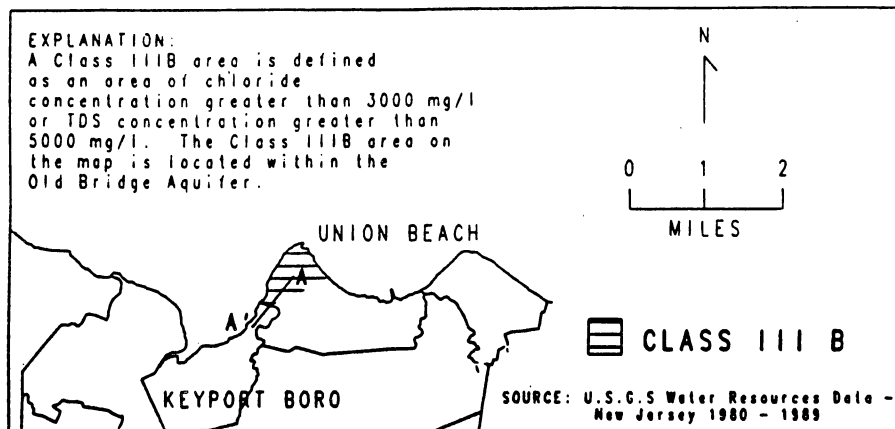 EXPLANATION:
A Class IIIB area is defined
as an area of chloride
concentration greater than 3000 mg/l
or TDS concentration greater than
5000 mg/l. The Class IIIB area on
the map is located within the
Old Bridge Aquifer.
N
0 1 2
MILES
UNION BEACH
A
A'
CLASS III B
KEYPORT BORO
SOURCE: U.S.G.S Water Resources Data -
New Jersey 1980 - 1989